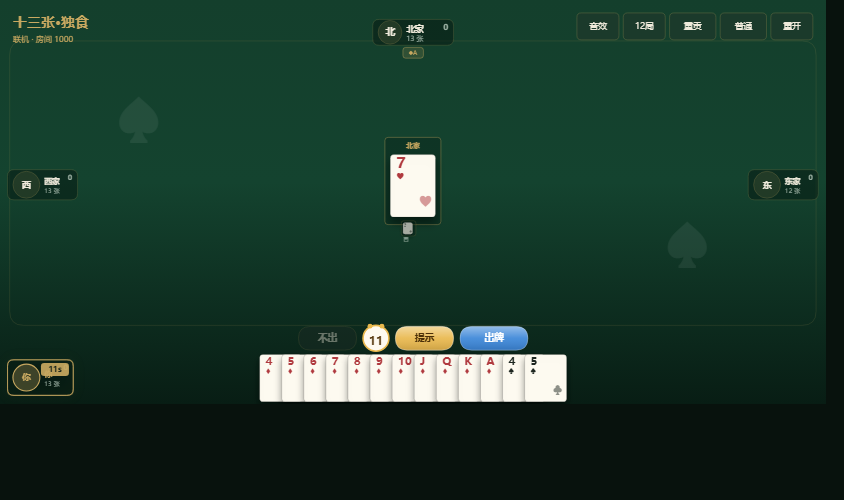 十三张•独食
联机 · 房间 1000
北
北家
0
13 张
♠A
音效
12局
重贡
普通
重开
西
西家
0
13 张
北家
7
♥
东
东家
0
12 张
不出
11
提示
出牌
你
11s
13 张
4 5 6 7 8 9 10 J Q K A 4 5
♦ ♦ ♦ ♦ ♦ ♦ ♦ ♦ ♦ ♦ ♦ ♠ ♠